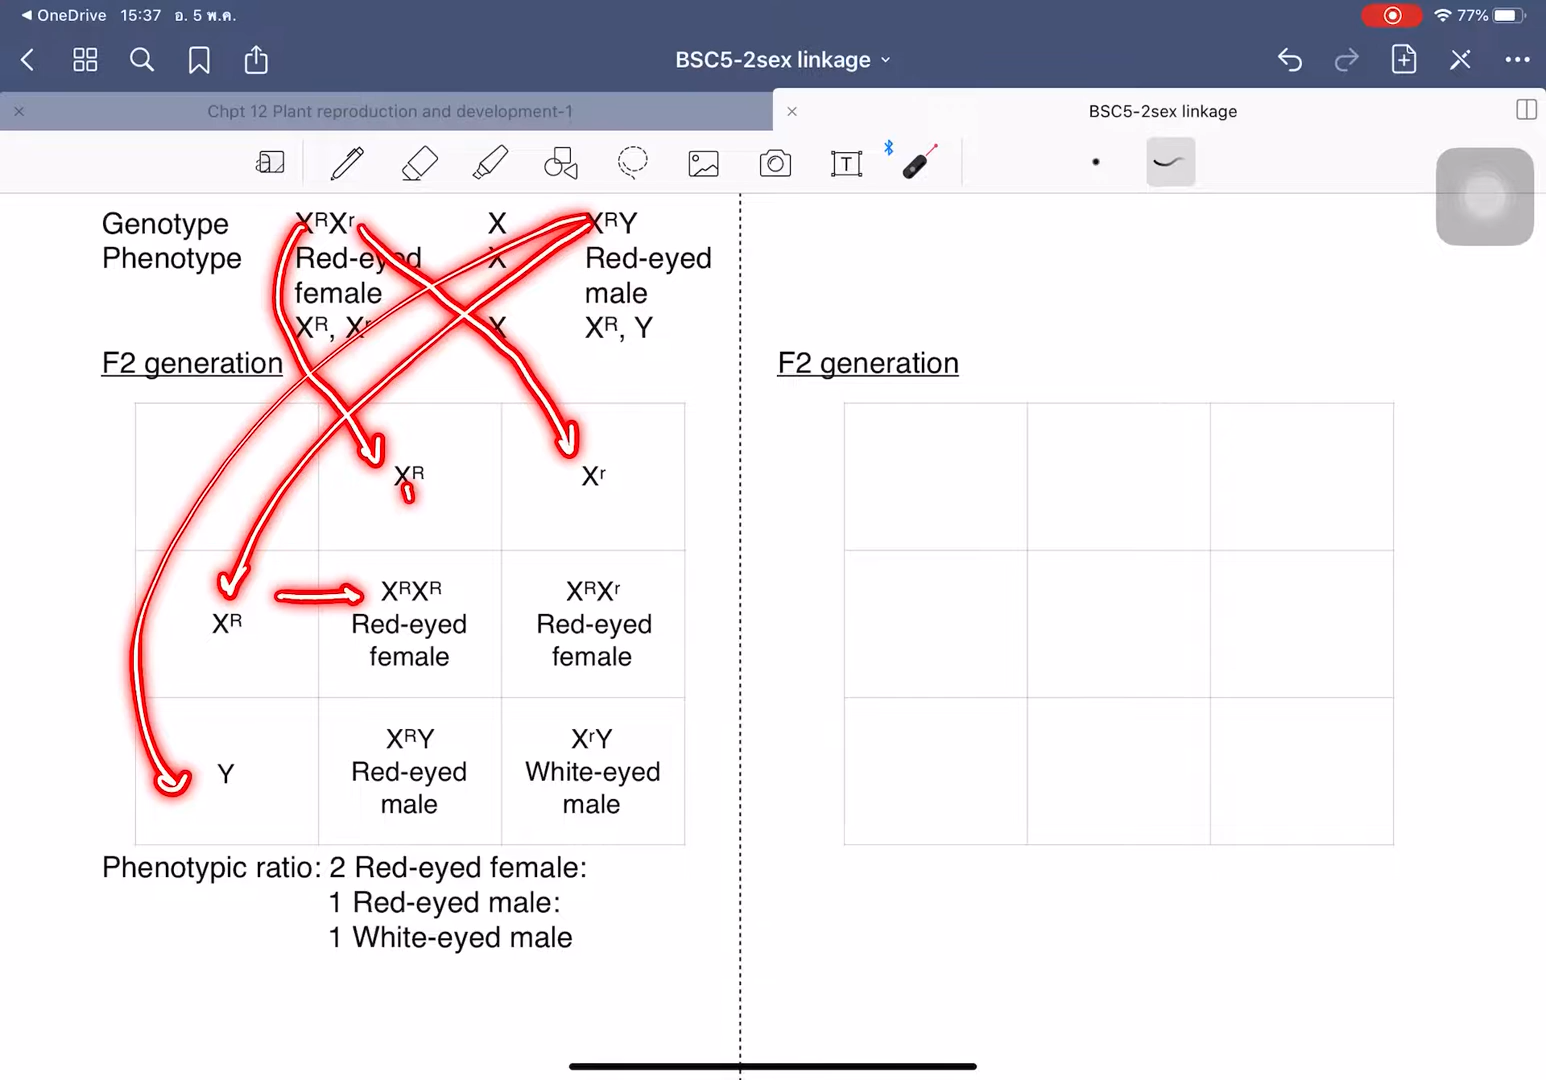 OneDrive 15:37 อ. 5 พ.ค. 77%
BSC5-2sex linkage
Chpt 12 Plant reproduction and development-1
BSC5-2sex linkage
T
Genotype XᴿXʳ X XᴿY
Phenotype Red-eyed X Red-eyed
female male
Xᴿ, Xʳ X Xᴿ, Y
F2 generation
F2 generation
Xᴿ Xʳ
XᴿXᴿ XᴿXʳ
Xᴿ Red-eyed Red-eyed
female female
XᴿY XʳY
Y Red-eyed White-eyed
male male
Phenotypic ratio: 2 Red-eyed female:
1 Red-eyed male:
1 White-eyed male